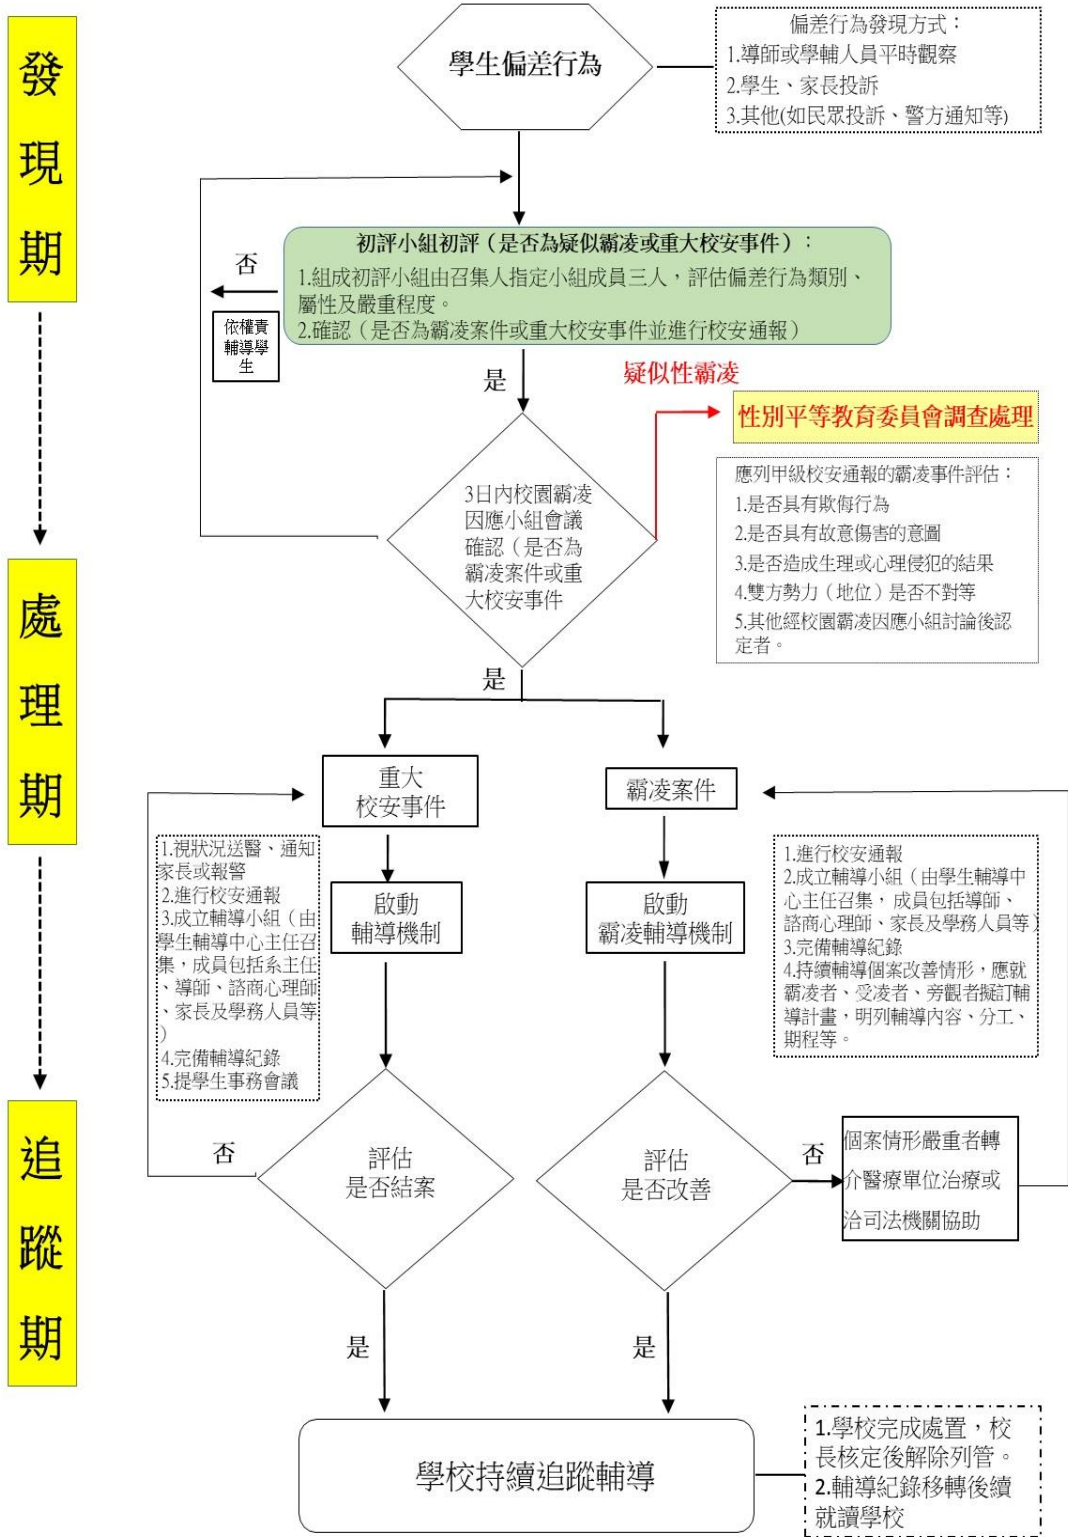 發
現
期
處
理
期
追
蹤
期
學生偏差行為
偏差行為發現方式：
1.導師或學輔人員平時觀察
2.學生、家長投訴
3.其他(如民眾投訴、警方通知等)
初評小組初評（是否為疑似霸凌或重大校安事件）：
1.組成初評小組由召集人指定小組成員三人，評估偏差行為類別、
屬性及嚴重程度。
2.確認（是否為霸凌案件或重大校安事件並進行校安通報）
否
依權責
輔導學
生
是
疑似性霸凌
性別平等教育委員會調查處理
3日內校園霸凌
因應小組會議
確認（是否為
霸凌案件或重
大校安事件
應列甲級校安通報的霸凌事件評估：
1.是否具有欺侮行為
2.是否具有故意傷害的意圖
3.是否造成生理或心理侵犯的結果
4.雙方勢力（地位）是否不對等
5.其他經校園霸凌因應小組討論後認
定者。
是
重大
校安事件
霸凌案件
1.視狀況送醫、通知
家長或報警
2.進行校安通報
3.成立輔導小組（由
學生輔導中心主任召
集，成員包括系主任
、導師、諮商心理師
、家長及學務人員等
）
4.完備輔導紀錄
5.提學生事務會議
啟動
輔導機制
啟動
霸凌輔導機制
1.進行校安通報
2.成立輔導小組（由學生輔導中
心主任召集，成員包括導師、
諮商心理師、家長及學務人員等）
3.完備輔導紀錄
4.持續輔導個案改善情形，應就
霸凌者、受凌者、旁觀者擬訂輔
導計畫，明列輔導內容、分工、
期程等。
否
評估
是否結案
評估
是否改善
否
個案情形嚴重者轉
介醫療單位治療或
洽司法機關協助
是
是
學校持續追蹤輔導
1.學校完成處置，校
長核定後解除列管。
2.輔導紀錄移轉後續
就讀學校